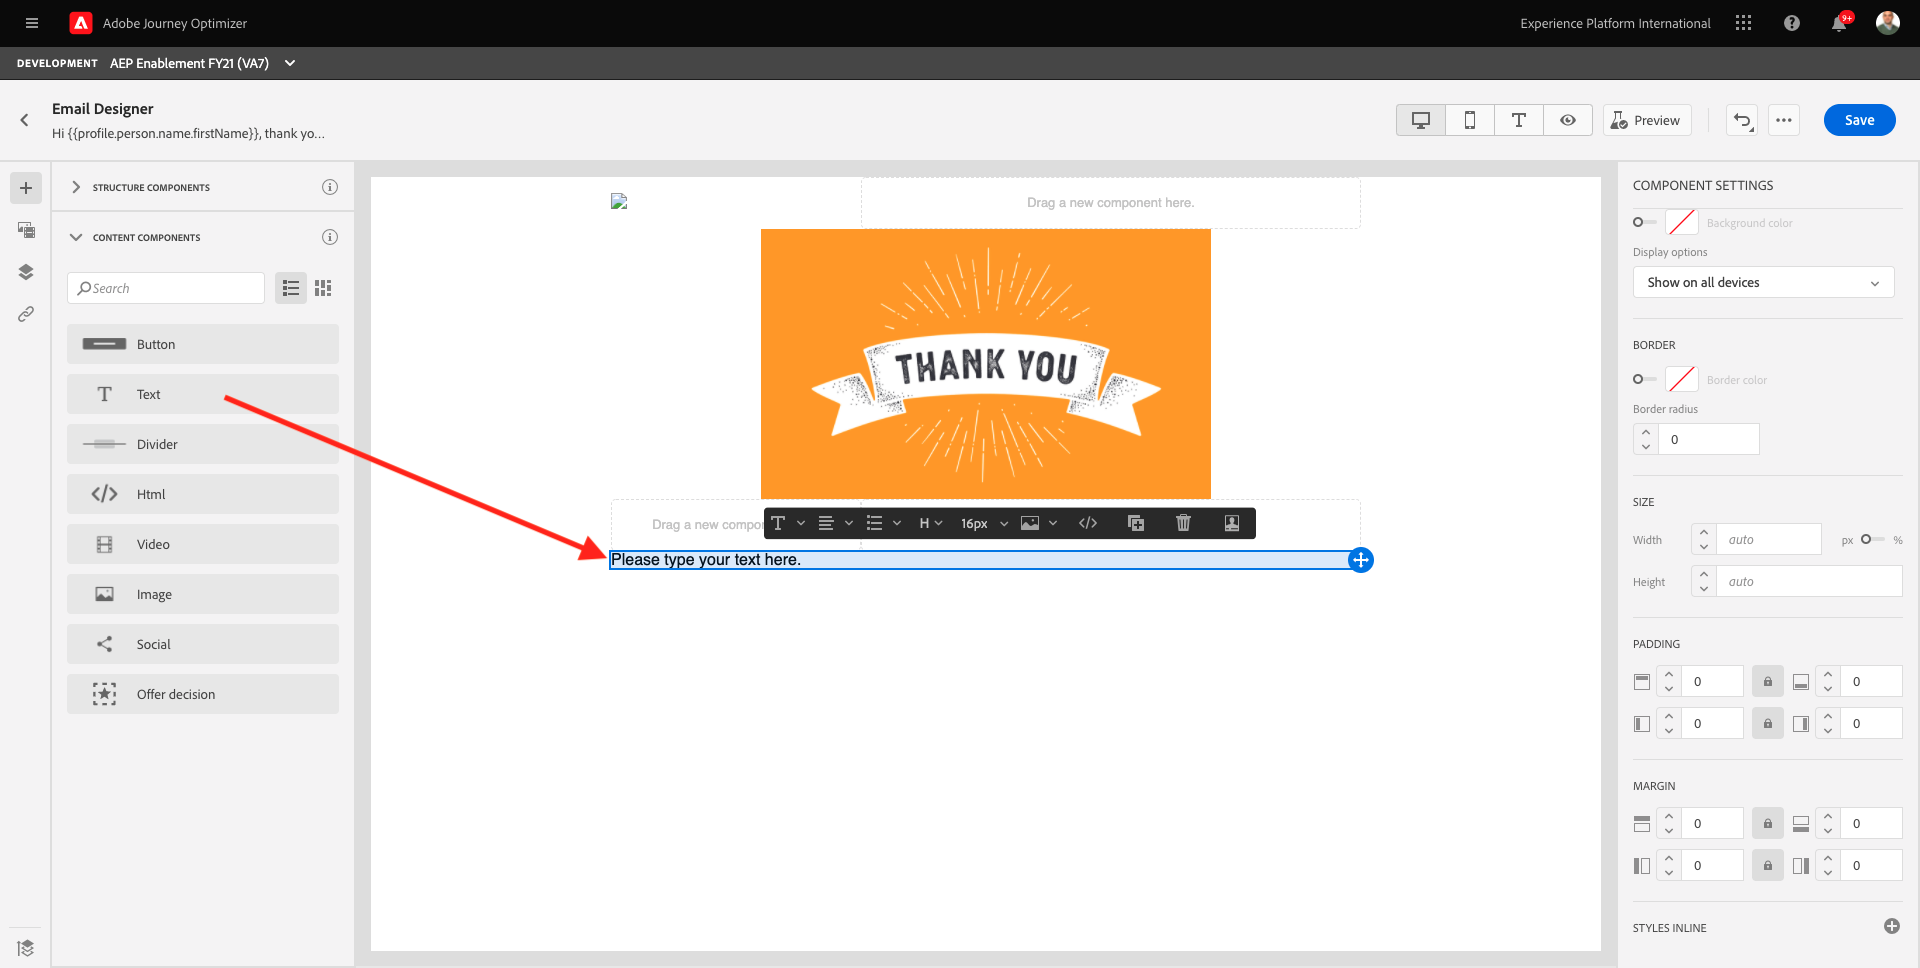 Adobe Journey Optimizer
Experience Platform International
9+
DEVELOPMENT AEP Enablement FY21 (VA7)
Email Designer
Hi {{profile.person.name.firstName}}, thank yo...
Preview
Save
STRUCTURE COMPONENTS
CONTENT COMPONENTS
Search
Button
Text
Divider
Html
Video
Image
Social
Offer decision
Drag a new component here.
THANK YOU
Drag a new compor
H
16px
Please type your text here.
COMPONENT SETTINGS
Background color
Display options
Show on all devices
BORDER
Border color
Border radius
0
SIZE
Width auto px %
Height auto
PADDING
0 0
0 0
MARGIN
0 0
0 0
STYLES INLINE